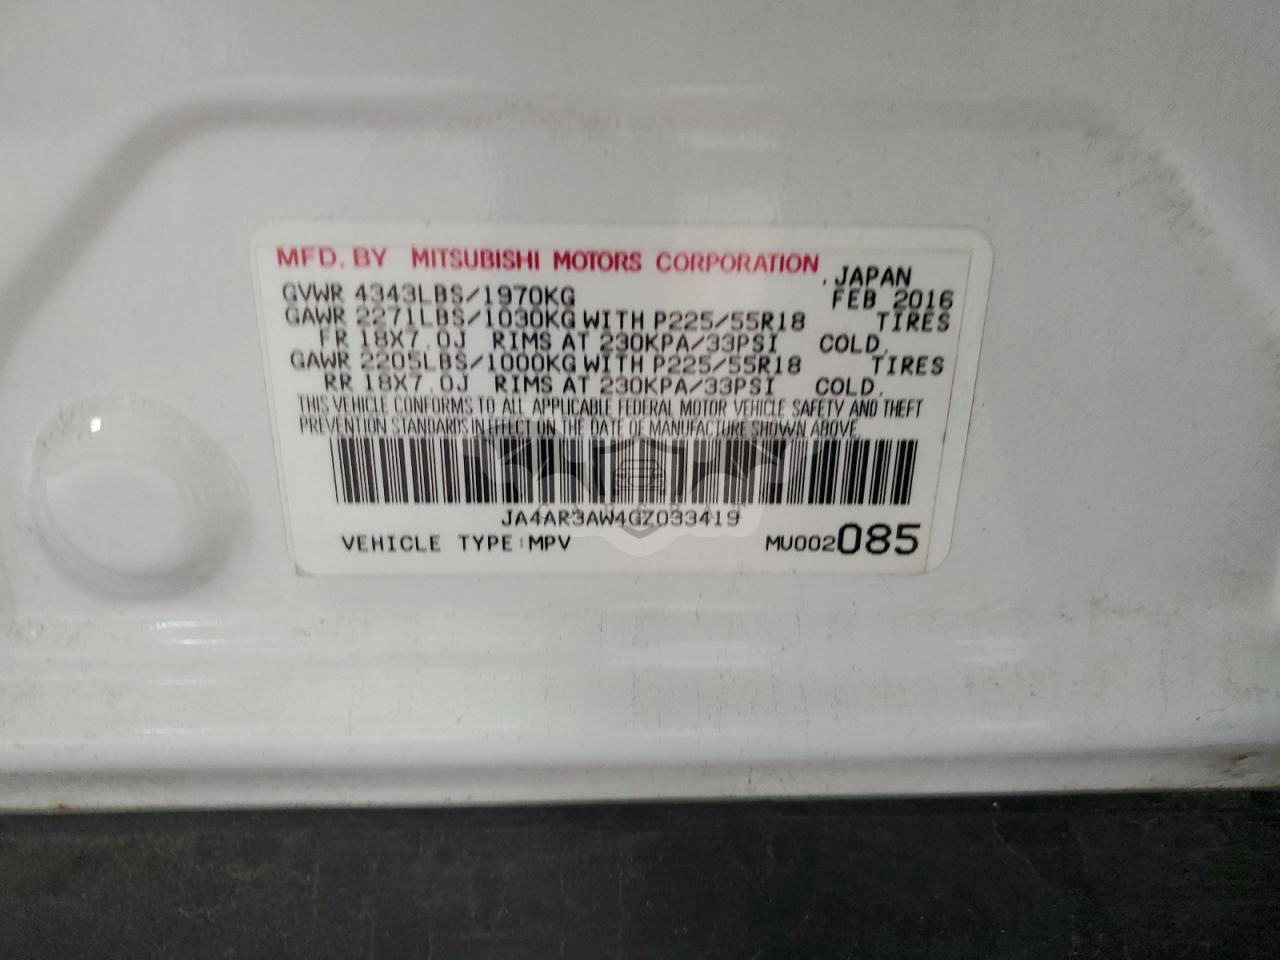 MFD. BY MITSUBISHI MOTORS CORPORATION, JAPAN
GVWR 4343LBS/1970KG FEB 2016
GAWR 2271LBS/1030KG WITH P225/55R18 TIRES
FR 18X7.0J RIMS AT 230KPA/33PSI COLD.
GAWR 2205LBS/1000KG WITH P225/55R18 TIRES
RR 18X7.0J RIMS AT 230KPA/33PSI COLD.
THIS VEHICLE CONFORMS TO ALL APPLICABLE FEDERAL MOTOR VEHICLE SAFETY AND THEFT
PREVENTION STANDARDS IN EFFECT ON THE DATE OF MANUFACTURE SHOWN ABOVE.
JA4AR3AW4GZ033419
VEHICLE TYPE:MPV MU002085